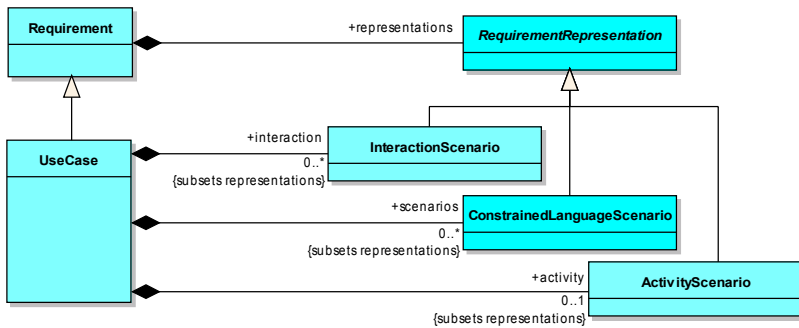 Requirement
+representations
RequirementRepresentation
UseCase
+interaction
InteractionScenario
0..*
{subsets representations}
+scenarios
ConstrainedLanguageScenario
0..*
{subsets representations}
+activity
ActivityScenario
0..1
{subsets representations}